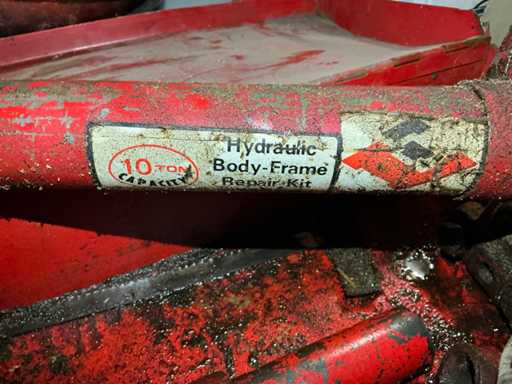 10 TON
CAPACITY
Hydraulic
Body-Frame
Repair Kit